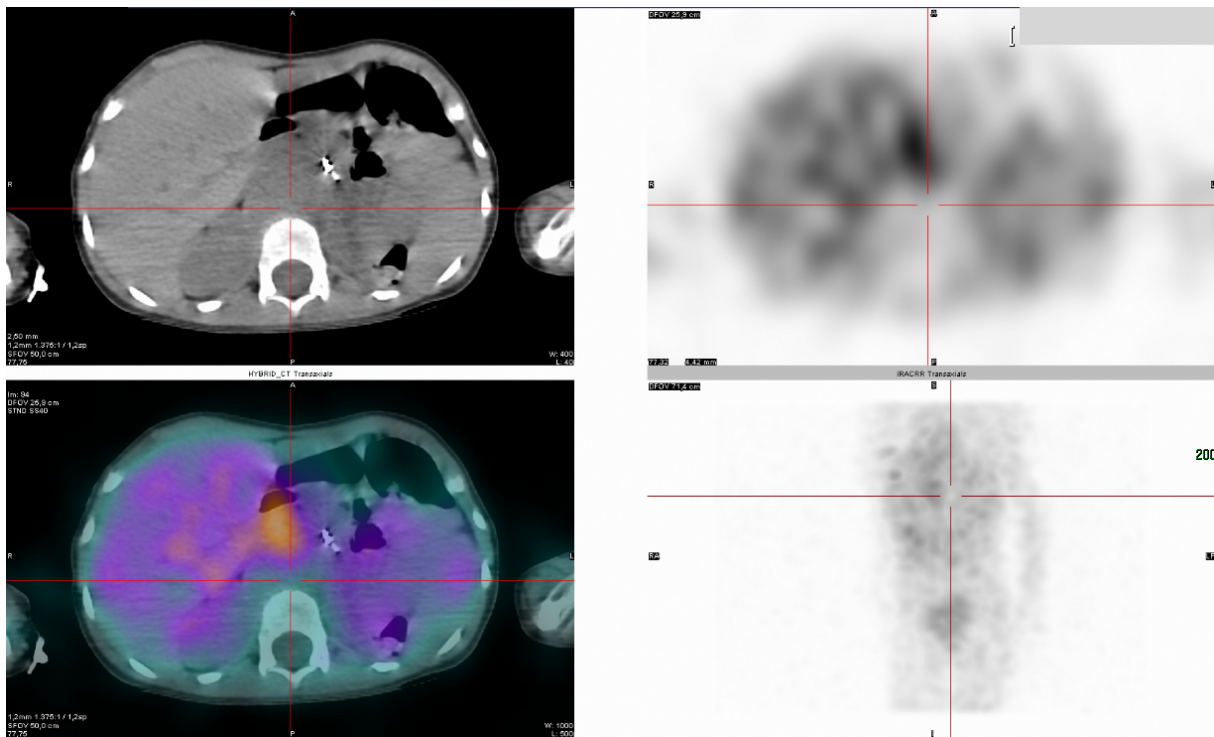 A
DFOV 25,9 cm
A
R
L
R
L
2,50 mm
1,2mm 1.375:1 / 1,2sp
SFOV 50,0 cm
77,75
W: 400
L: 40
P
77,32 4,42 mm
P
HYBRID_CT Transaxials
IRACRR Transaxials
Im: 94
DFOV 25,9 cm
STND SS40
A
DFOV 71,4 cm
S
200
R
L
RA
1,2mm 1.375:1 / 1,2sp
SFOV 50,0 cm
77,75
W: 1000
L: 500
P
I